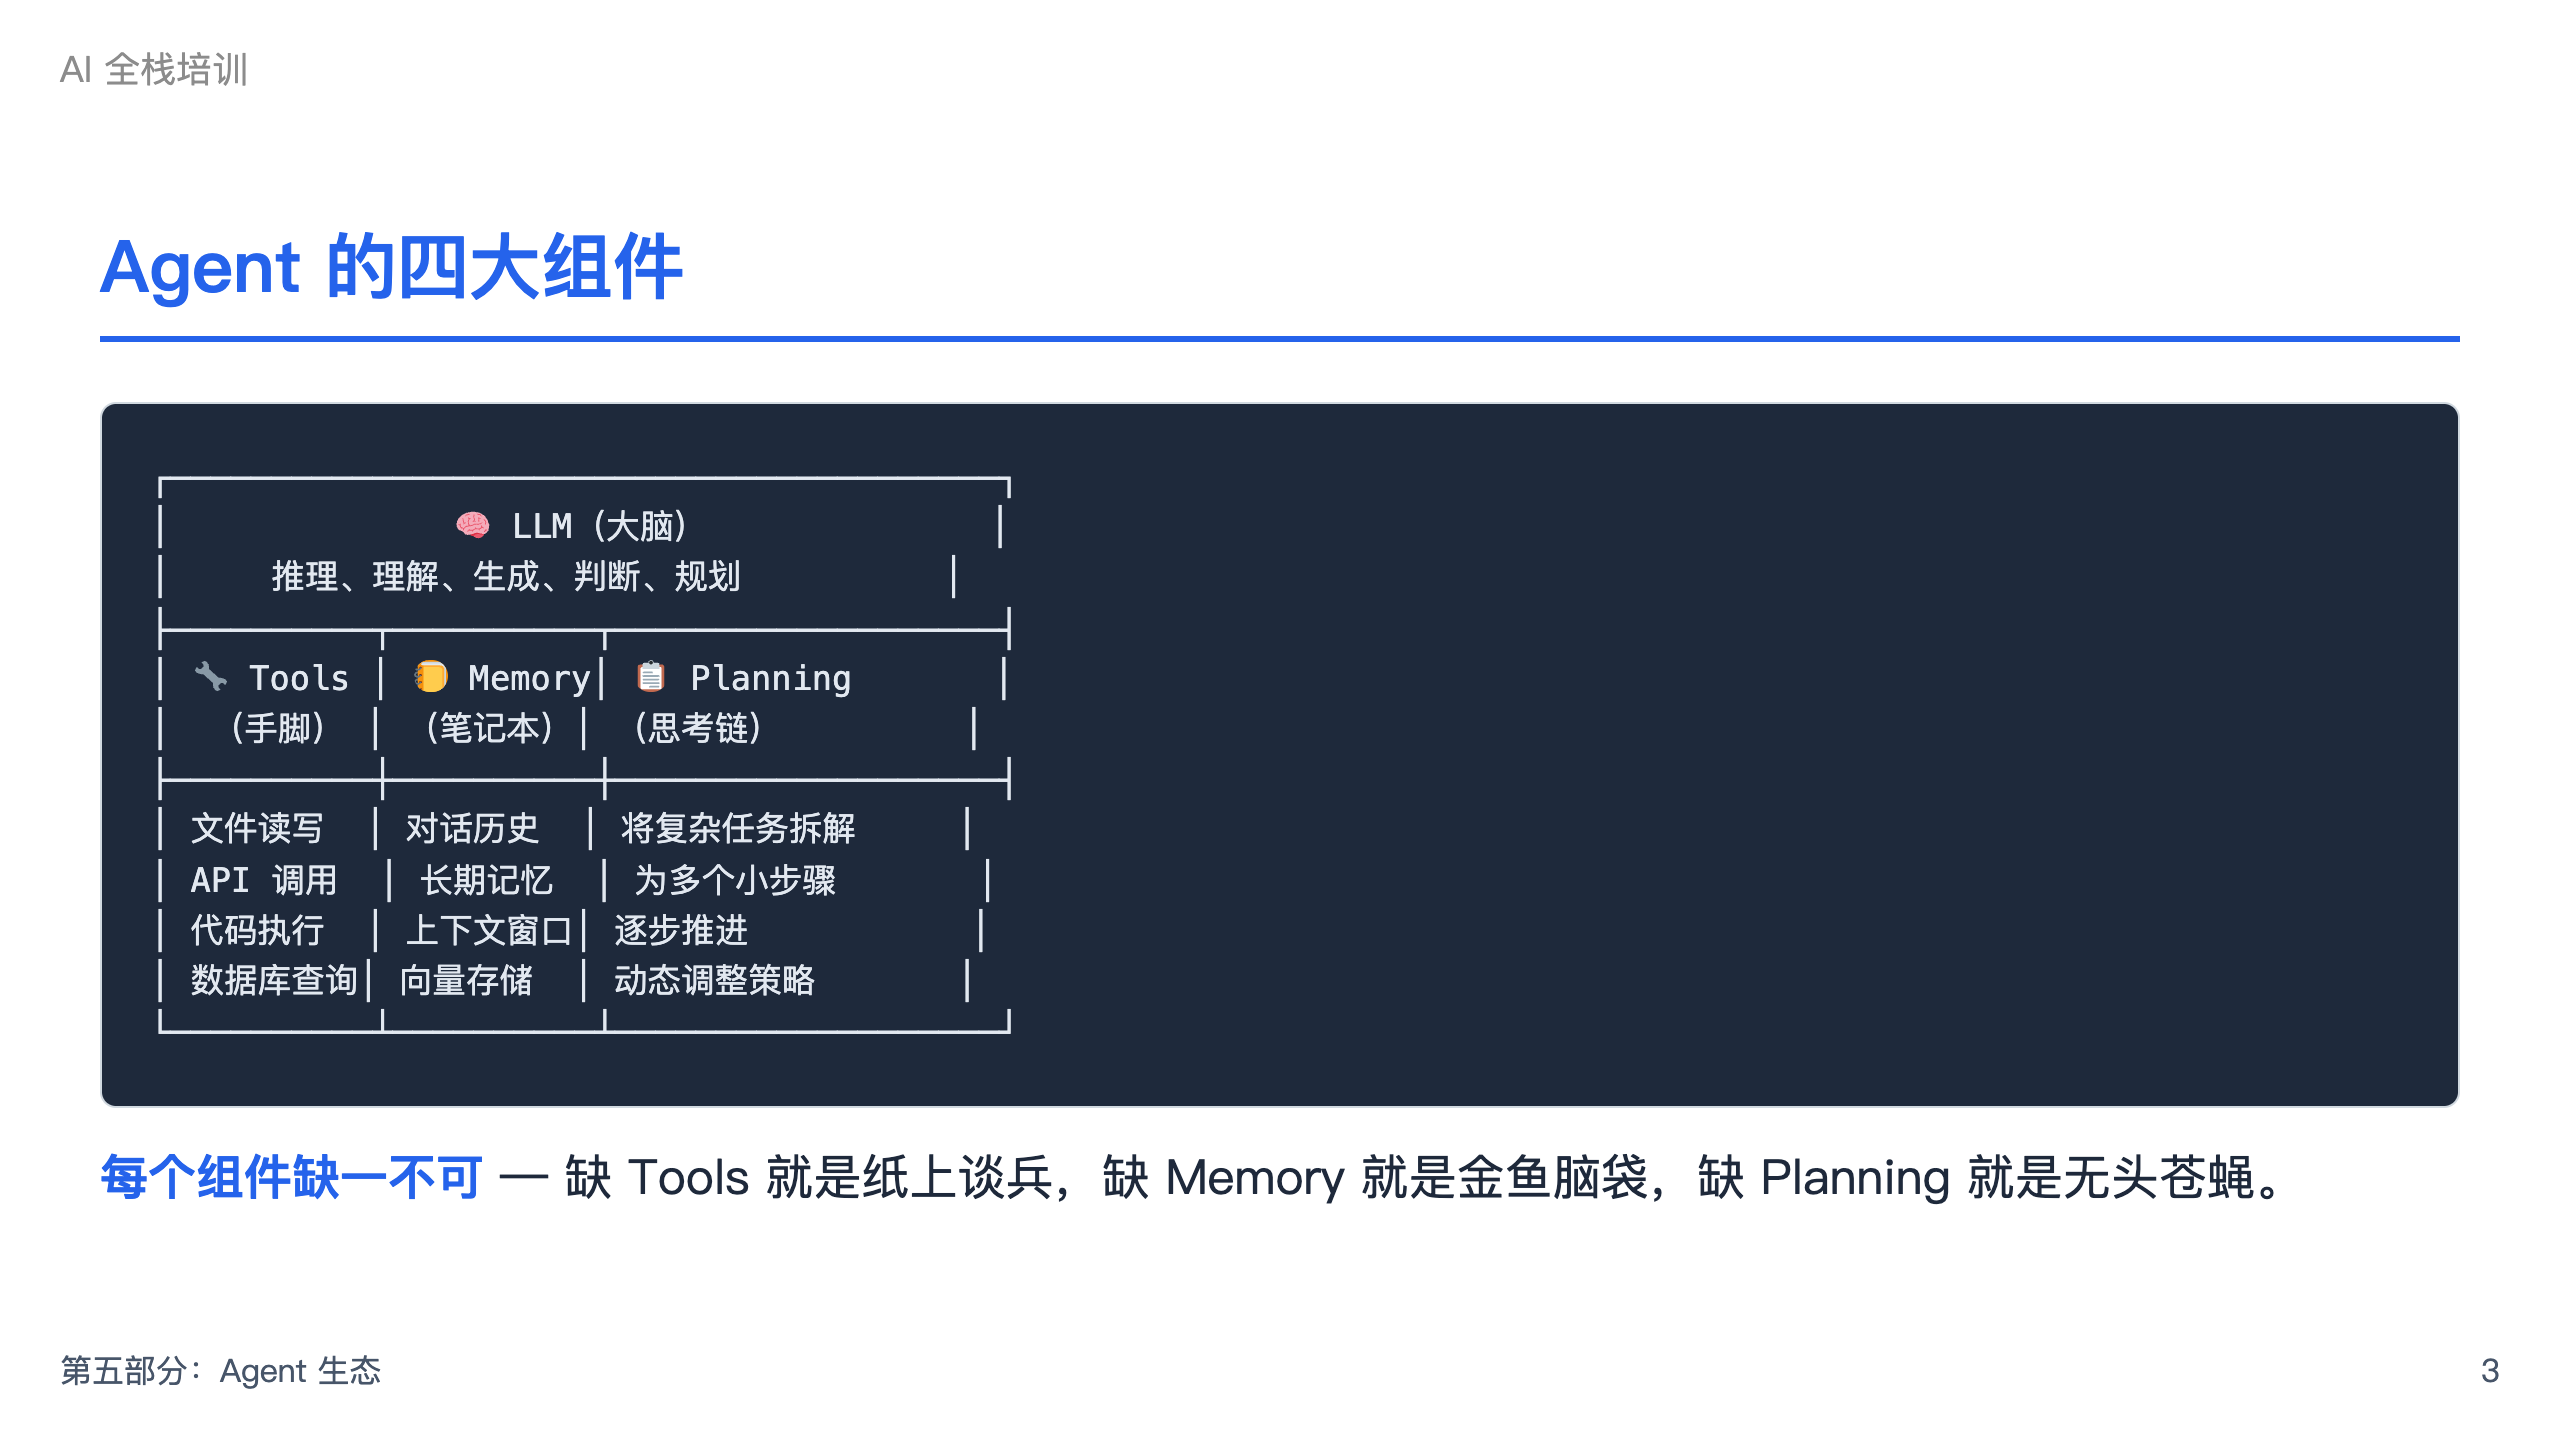 AI 全栈培训
Agent 的四大组件
🧠 LLM（大脑）
推理、理解、生成、判断、规划
🔧 Tools │ 📒 Memory│ 📋 Planning
（手脚） │ （笔记本） │ （思考链）
文件读写 │ 对话历史 │ 将复杂任务拆解
API 调用 │ 长期记忆 │ 为多个小步骤
代码执行 │ 上下文窗口│ 逐步推进
数据库查询│ 向量存储 │ 动态调整策略
每个组件缺一不可 — 缺 Tools 就是纸上谈兵，缺 Memory 就是金鱼脑袋，缺 Planning 就是无头苍蝇。
第五部分：Agent 生态
3